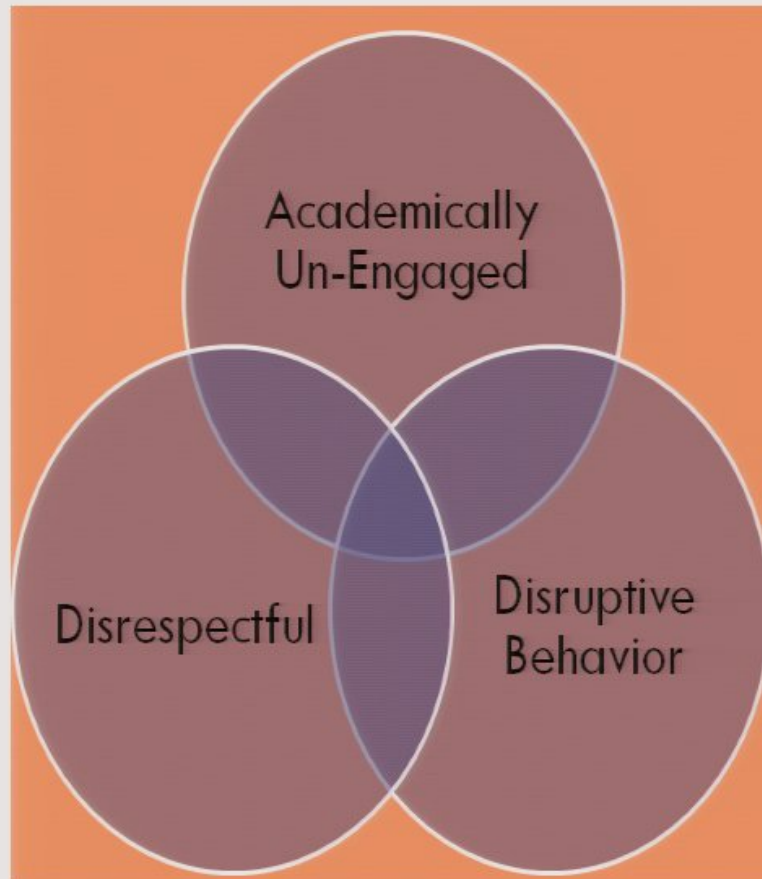 Academically
Un-Engaged
Disrespectful
Disruptive
Behavior